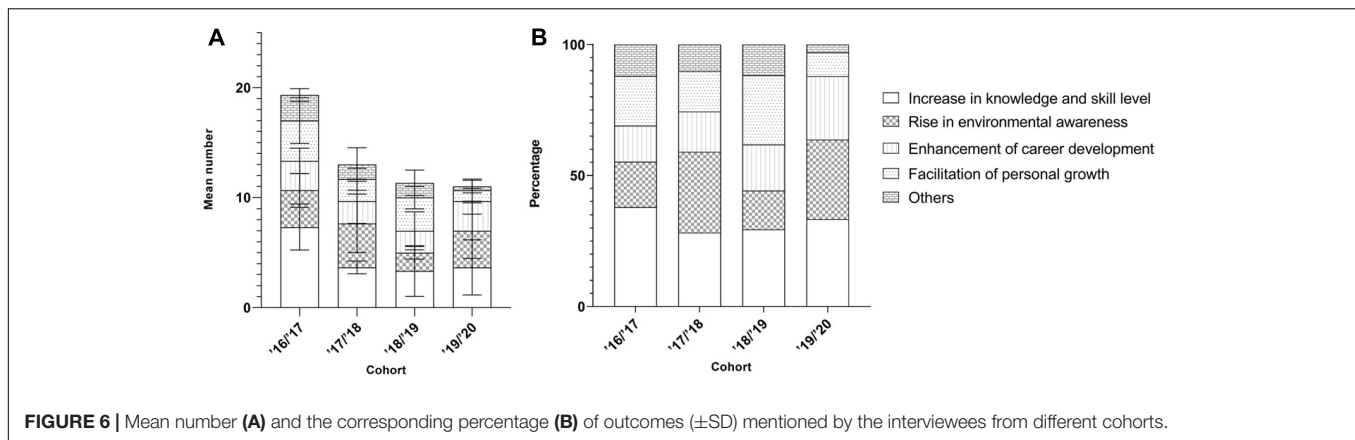 A
Mean number
20
10
0
'16/'17
'17/'18
'18/'19
'19/'20
Cohort
B
Percentage
100
50
0
'16/'17
'17/'18
'18/'19
'19/'20
Cohort
Increase in knowledge and skill level
Rise in environmental awareness
Enhancement of career development
Facilitation of personal growth
Others
FIGURE 6 | Mean number (A) and the corresponding percentage (B) of outcomes (±SD) mentioned by the interviewees from different cohorts.